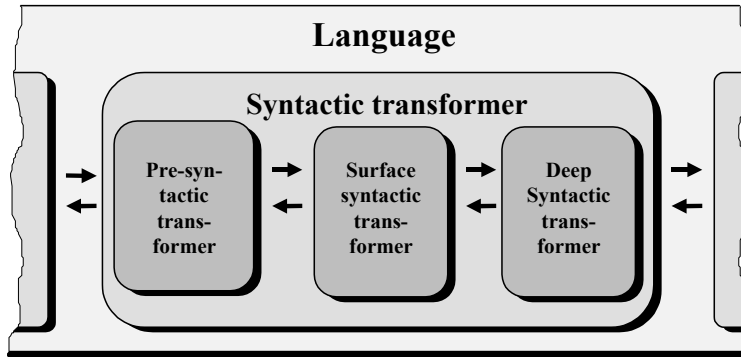 Language
Syntactic transformer
Pre-syn-
tactic
trans-
former
Surface
syntactic
trans-
former
Deep
Syntactic
trans-
former